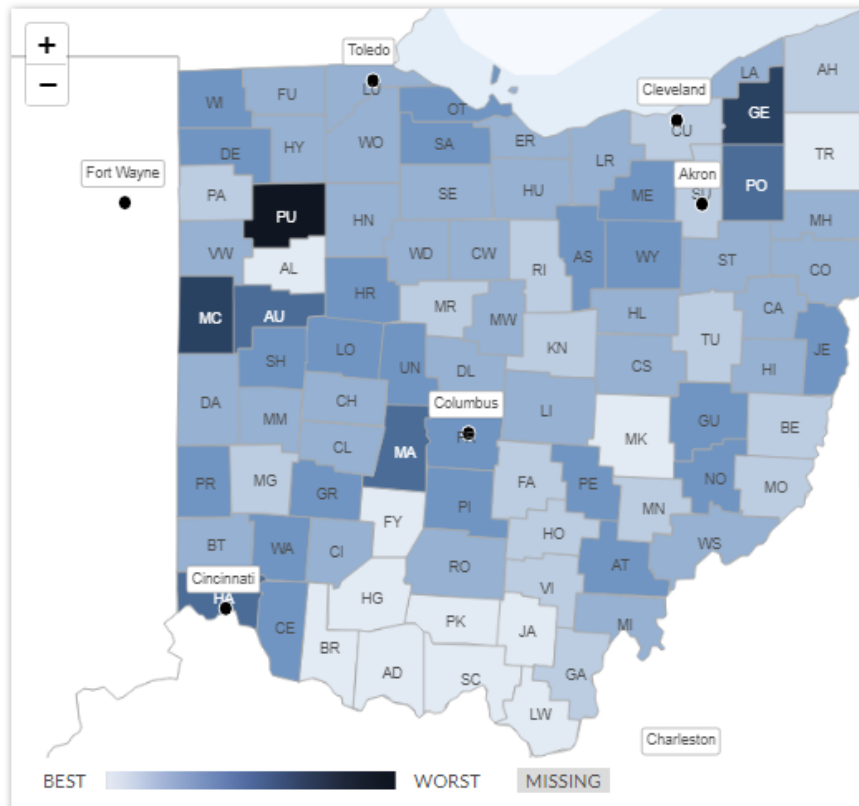 +
−
Toledo
Cleveland
Fort Wayne
Akron
Columbus
Cincinnati
Charleston
WI FU LU OT LA AH
DE HY WO SA ER LR CU GE TR
PA PU HN SE HU ME SU PO
VW AL WD CW RI AS WY ST MH
MC AU HR MR MW HL CO
SH LO UN KN TU CA JE
DA CH DL CS HI
MM CL MA LI MK GU BE
PR MG GR PI FA PE MN NO MO
BT WA CI FY RO HO AT WS
HA CE HG VI MI
BR AD PK JA GA
SC LW
BEST WORST MISSING